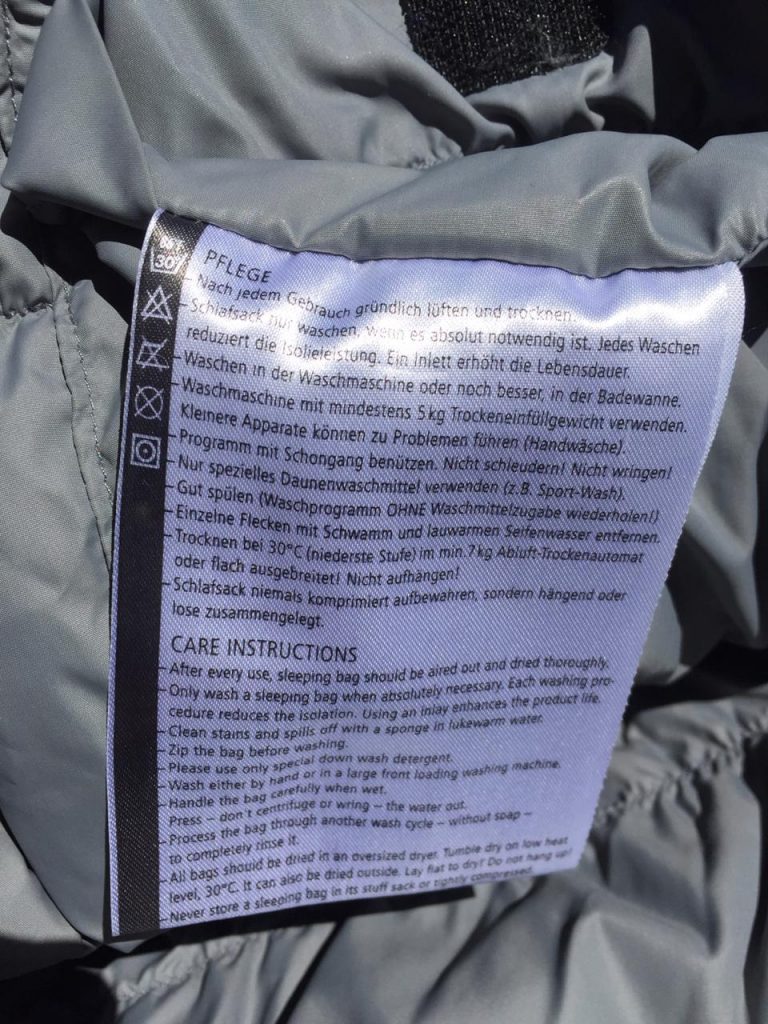 30
PFLEGE
– Nach jedem Gebrauch gründlich lüften und trocknen.
– Schlafsack nur waschen, wenn es absolut notwendig ist. Jedes Waschen
reduziert die Isolierleistung. Ein Inlett erhöht die Lebensdauer.
– Waschen in der Waschmaschine oder noch besser, in der Badewanne.
– Waschmaschine mit mindestens 5kg Trockeneinfüllgewicht verwenden.
Kleinere Apparate können zu Problemen führen (Handwäsche).
– Programm mit Schongang benützen. Nicht schleudern! Nicht wringen!
– Nur spezielles Daunenwaschmittel verwenden (z.B. Sport-Wash).
– Gut spülen (Waschprogramm OHNE Waschmittelzugabe wiederholen!)
– Einzelne Flecken mit Schwamm und lauwarmen Seifenwasser entfernen.
– Trocknen bei 30°C (niederste Stufe) im min. 7kg Abluft-Trockenautomat
oder flach ausgebreitet! Nicht aufhängen!
– Schlafsack niemals komprimiert aufbewahren, sondern hängend oder
lose zusammengelegt.
CARE INSTRUCTIONS
– After every use, sleeping bag should be aired out and dried thoroughly.
– Only wash a sleeping bag when absolutely necessary. Each washing pro-
cedure reduces the isolation. Using an inlay enhances the product life.
– Clean stains and spills off with a sponge in lukewarm water.
– Zip the bag before washing.
– Please use only special down wash detergent.
– Wash either by hand or in a large front loading washing machine.
– Handle the bag carefully when wet.
– Press – don't centrifuge or wring – the water out.
– Process the bag through another wash cycle – without soap –
to completely rinse it.
– All bags should be dried in an oversized dryer. Tumble dry on low heat
level, 30°C. It can also be dried outside. Lay flat to dry! Do not hang up!
– Never store a sleeping bag in its stuff sack or tightly compressed.